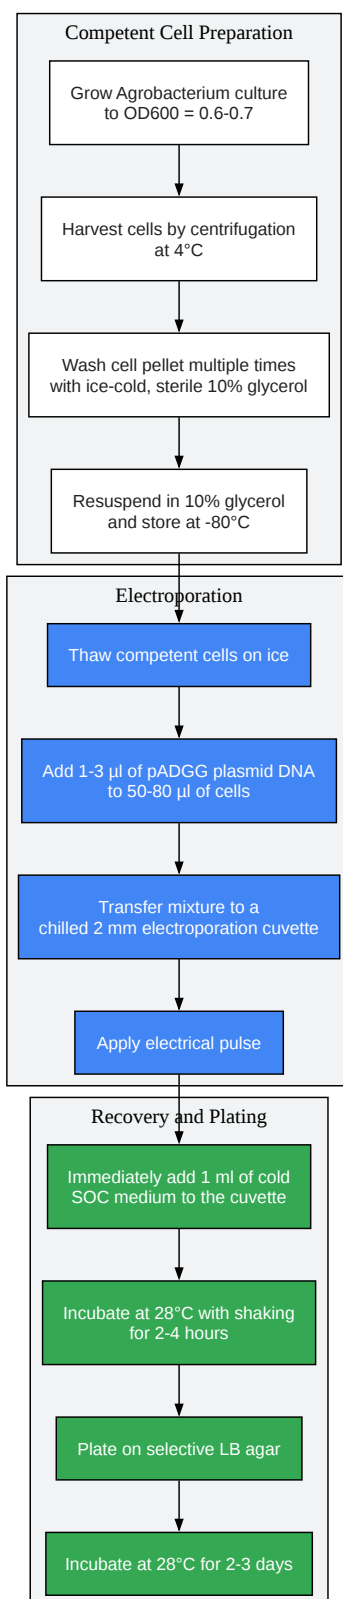 Competent Cell Preparation
Grow Agrobacterium culture
to OD600 = 0.6-0.7
Harvest cells by centrifugation
at 4°C
Wash cell pellet multiple times
with ice-cold, sterile 10% glycerol
Resuspend in 10% glycerol
and store at -80°C
Electroporation
Thaw competent cells on ice
Add 1-3 µl of pADGG plasmid DNA
to 50-80 µl of cells
Transfer mixture to a
chilled 2 mm electroporation cuvette
Apply electrical pulse
Recovery and Plating
Immediately add 1 ml of cold
SOC medium to the cuvette
Incubate at 28°C with shaking
for 2-4 hours
Plate on selective LB agar
Incubate at 28°C for 2-3 days